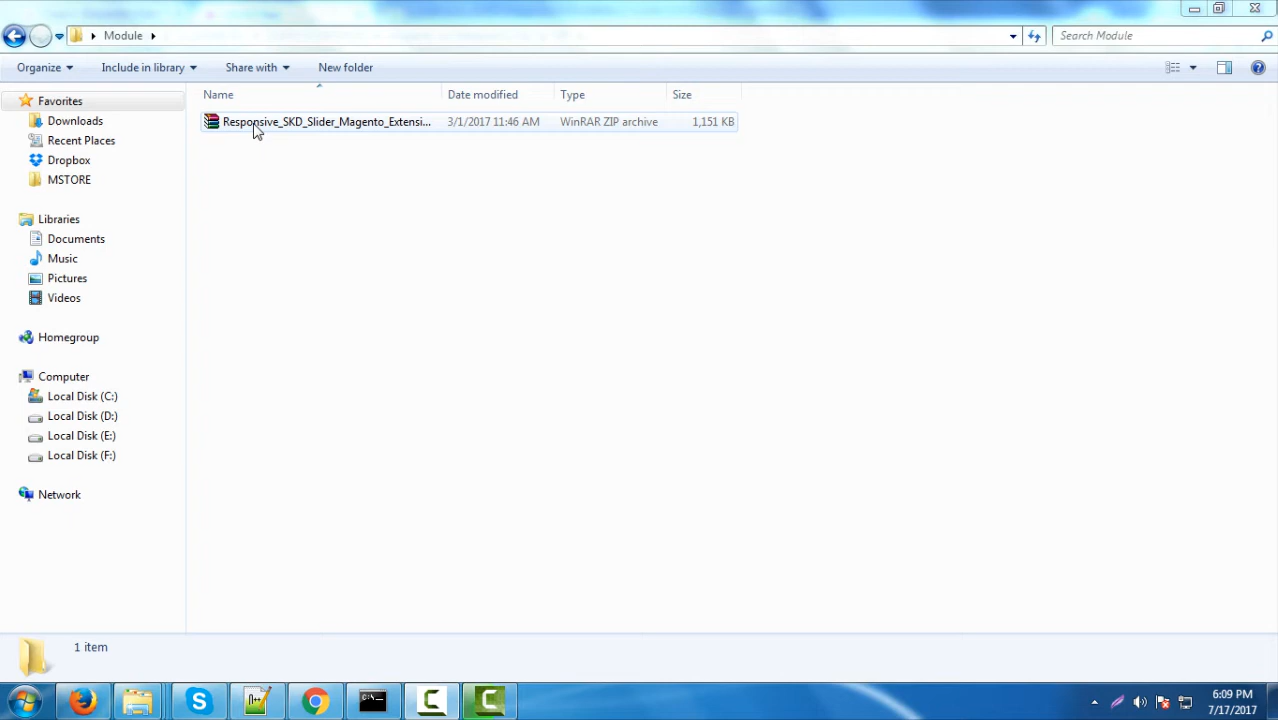 Module
Search Module
Organize Include in library Share with New folder
Name Date modified Type Size
Responsive_SKD_Slider_Magento_Extensi... 3/1/2017 11:46 AM WinRAR ZIP archive 1,151 KB
Favorites
Downloads
Recent Places
Dropbox
MSTORE
Libraries
Documents
Music
Pictures
Videos
Homegroup
Computer
Local Disk (C:)
Local Disk (D:)
Local Disk (E:)
Local Disk (F:)
Network
1 item
6:09 PM
7/17/2017